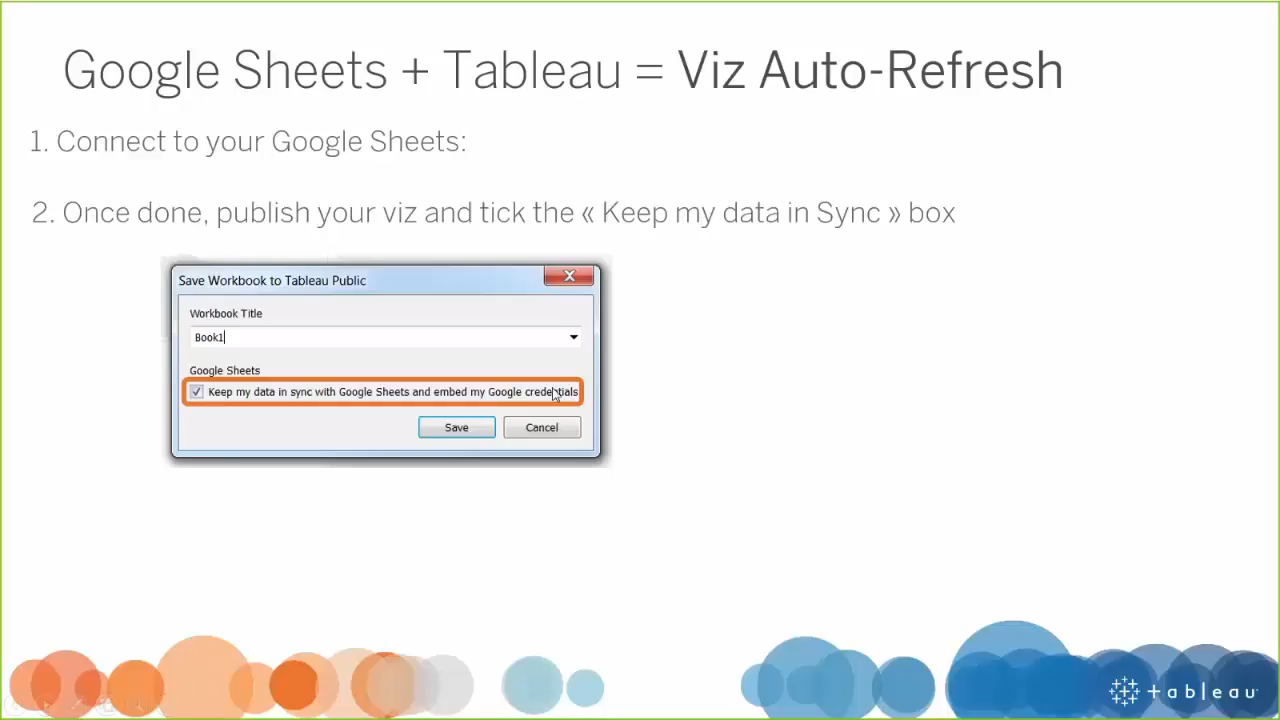 Google Sheets + Tableau = Viz Auto-Refresh
1. Connect to your Google Sheets:
2. Once done, publish your viz and tick the « Keep my data in Sync » box
Save Workbook to Tableau Public
Workbook Title
Book1
Google Sheets
Keep my data in sync with Google Sheets and embed my Google credentials
Save
Cancel
tableau